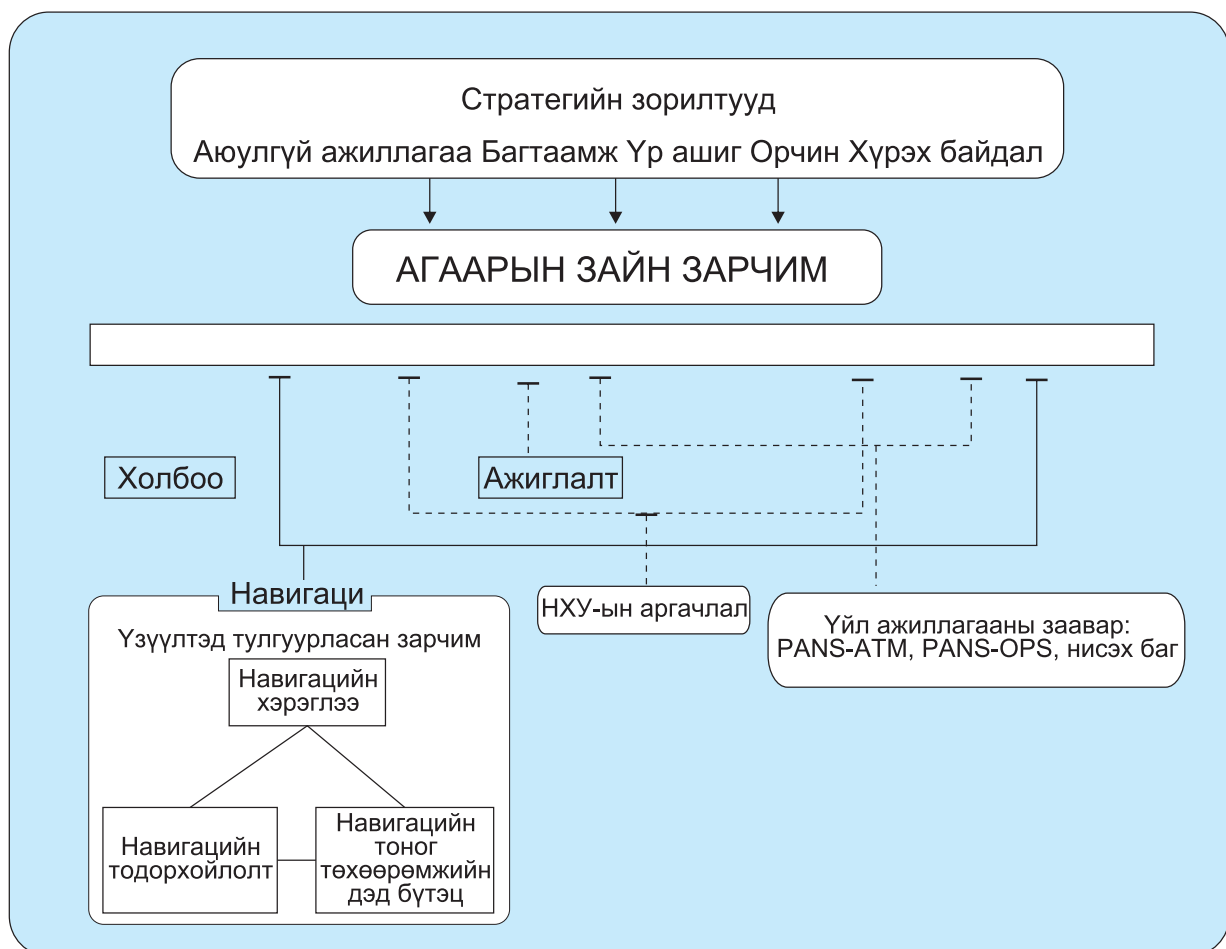 Стратегийн зорилтууд
Аюулгүй ажиллагаа Багтаамж Үр ашиг Орчин Хүрэх байдал
АГААРЫН ЗАЙН ЗАРЧИМ
Холбоо
Ажиглалт
Навигаци
Үзүүлтэд тулгуурласан зарчим
Навигацийн
хэрэглээ
Навигацийн
тодорхойлолт
Навигацийн
тоног
төхөөрөмжийн
дэд бүтэц
НХУ-ын аргачлал
Үйл ажиллагааны заавар:
PANS-ATM, PANS-OPS, нисэх баг